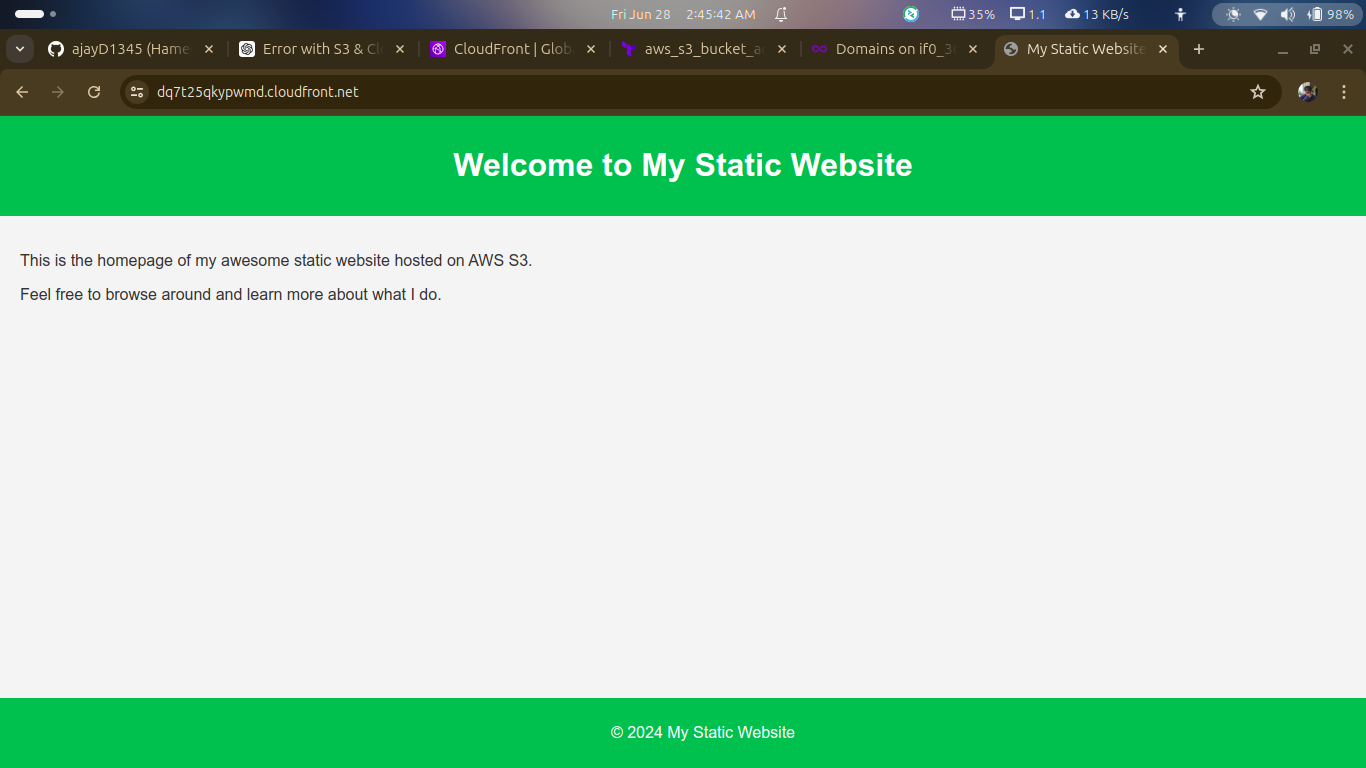 Fri Jun 28 2:45:42 AM
35%
1.1
13 KB/s
98%
ajayD1345 (Hame
Error with S3 & Cl
CloudFront | Glob
aws_s3_bucket_a
Domains on if0_3
My Static Website
dq7t25qkypwmd.cloudfront.net
Welcome to My Static Website
This is the homepage of my awesome static website hosted on AWS S3.
Feel free to browse around and learn more about what I do.
© 2024 My Static Website